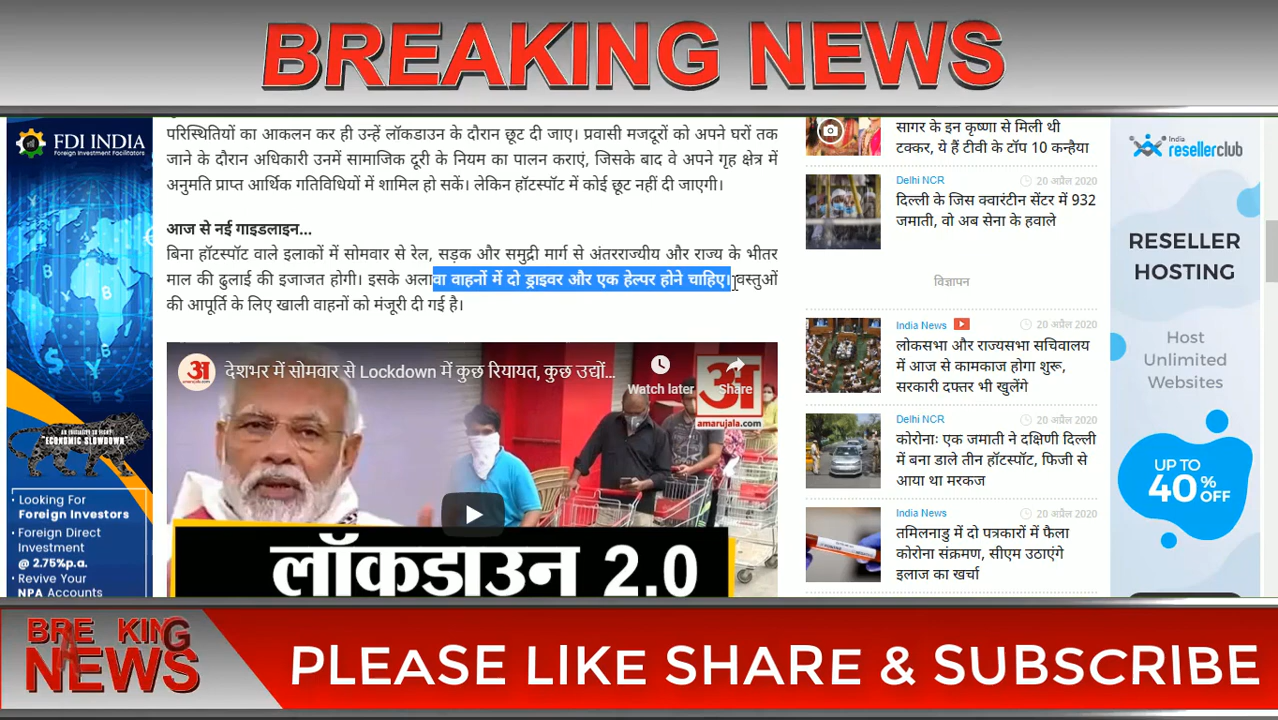 BREAKING NEWS
FDI INDIA
Foreign Investment Facilitators
"ECONOMIC SLOWDOWN"
• Looking For
Foreign Investors
• Foreign Direct
Investment
@ 2.75%p.a.
• Revive Your
NPA Accounts
परिस्थितियों का आकलन कर ही उन्हें लॉकडाउन के दौरान छूट दी जाए। प्रवासी मजदूरों को अपने घरों तक
जाने के दौरान अधिकारी उनमें सामाजिक दूरी के नियम का पालन कराएं, जिसके बाद वे अपने गृह क्षेत्र में
अनुमति प्राप्त आर्थिक गतिविधियों में शामिल हो सकें। लेकिन हॉटस्पॉट में कोई छूट नहीं दी जाएगी।
आज से नई गाइडलाइन...
बिना हॉटस्पॉट वाले इलाकों में सोमवार से रेल, सड़क और समुद्री मार्ग से अंतरराज्यीय और राज्य के भीतर
माल की ढुलाई की इजाजत होगी। इसके अलावा वाहनों में दो ड्राइवर और एक हेल्पर होने चाहिए। वस्तुओं
की आपूर्ति के लिए खाली वाहनों को मंजूरी दी गई है।
अ
देशभर में सोमवार से Lockdown में कुछ रियायत, कुछ उद्यों...
Watch later
Share
अ
amarujala.com
लॉकडाउन 2.0
सागर के इन कृष्णा से मिली थी
टक्कर, ये हैं टीवी के टॉप 10 कन्हैया
Delhi NCR
20 अप्रैल 2020
दिल्ली के जिस क्वारंटीन सेंटर में 932
जमाती, वो अब सेना के हवाले
विज्ञापन
India News
20 अप्रैल 2020
लोकसभा और राज्यसभा सचिवालय
में आज से कामकाज होगा शुरू,
सरकारी दफ्तर भी खुलेंगे
Delhi NCR
20 अप्रैल 2020
कोरोनाः एक जमाती ने दक्षिणी दिल्ली
में बना डाले तीन हॉटस्पॉट, फिजी से
आया था मरकज
India News
20 अप्रैल 2020
तमिलनाडु में दो पत्रकारों में फैला
कोरोना संक्रमण, सीएम उठाएंगे
इलाज का खर्चा
India
resellerclub
RESELLER
HOSTING
Host
Unlimited
Websites
UP TO
40% OFF
BREAKING
NEWS
PLEASE LIKE SHARE & SUBSCRIBE